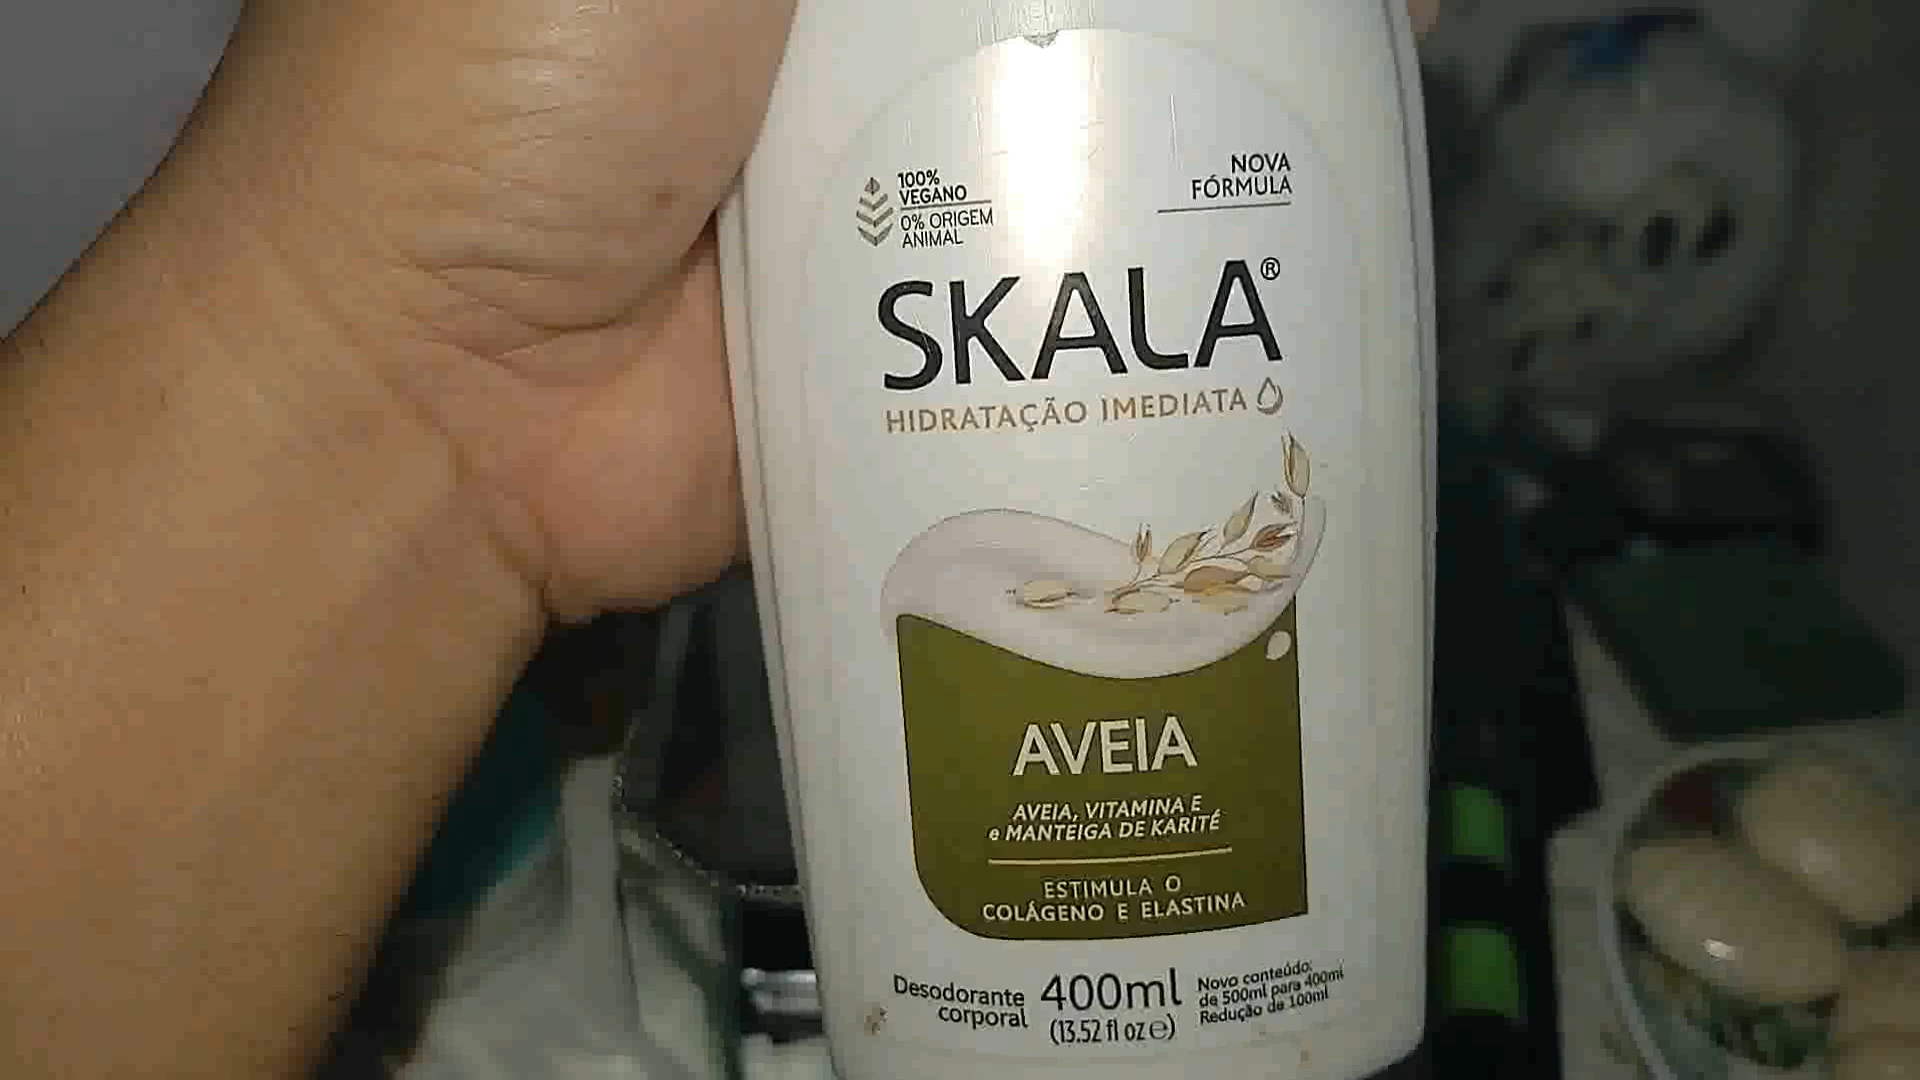 100%
VEGANO
0% ORIGEM
ANIMAL
NOVA
FÓRMULA
SKALA®
HIDRATAÇÃO IMEDIATA
AVEIA
AVEIA, VITAMINA E
e MANTEIGA DE KARITÉ
ESTIMULA O
COLÁGENO E ELASTINA
Desodorante
corporal
400ml
(13.52 fl oz e)
Novo conteúdo:
de 500ml para 400ml
Redução de 100ml